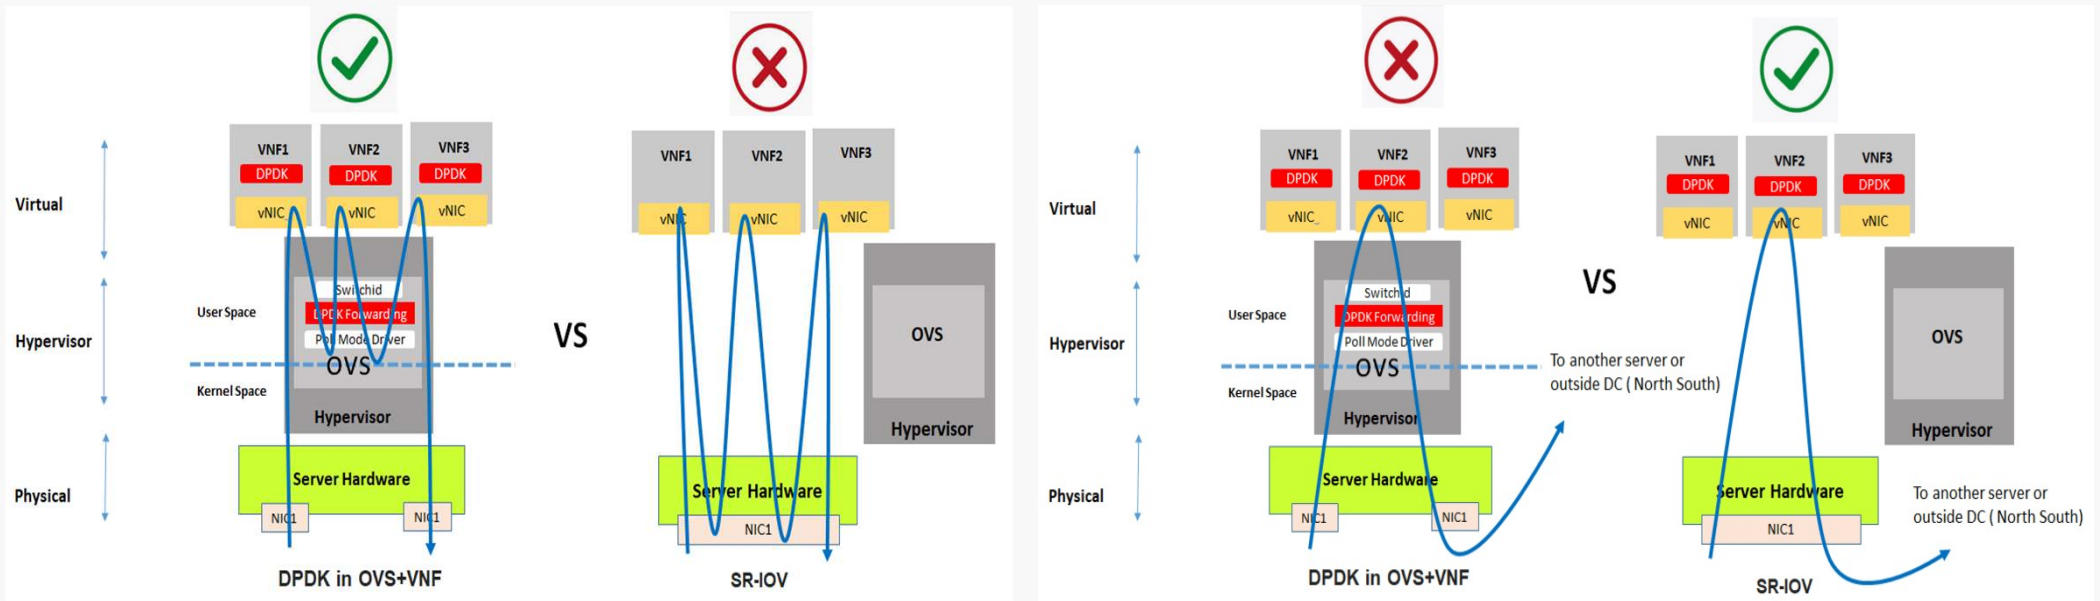 VNF1
VNF2
VNF3
DPDK
DPDK
DPDK
vNIC
vNIC
vNIC
Virtual
Hypervisor
Physical
User Space
Kernel Space
Switchid
DPDK Forwarding
Poll Mode Driver
OVS
Hypervisor
Server Hardware
NIC1
NIC1
DPDK in OVS+VNF
VS
VNF1
VNF2
VNF3
vNIC
vNIC
vNIC
OVS
Hypervisor
Server Hardware
NIC1
SR-IOV
VNF1
VNF2
VNF3
DPDK
DPDK
DPDK
vNIC
vNIC
vNIC
Virtual
Hypervisor
Physical
User Space
Kernel Space
Switchid
DPDK Forwarding
Poll Mode Driver
OVS
Hypervisor
Server Hardware
NIC1
NIC1
To another server or
outside DC ( North South)
DPDK in OVS+VNF
VS
VNF1
VNF2
VNF3
DPDK
DPDK
DPDK
vNIC
vNIC
vNIC
OVS
Hypervisor
Server Hardware
NIC1
To another server or
outside DC ( North South)
SR-IOV